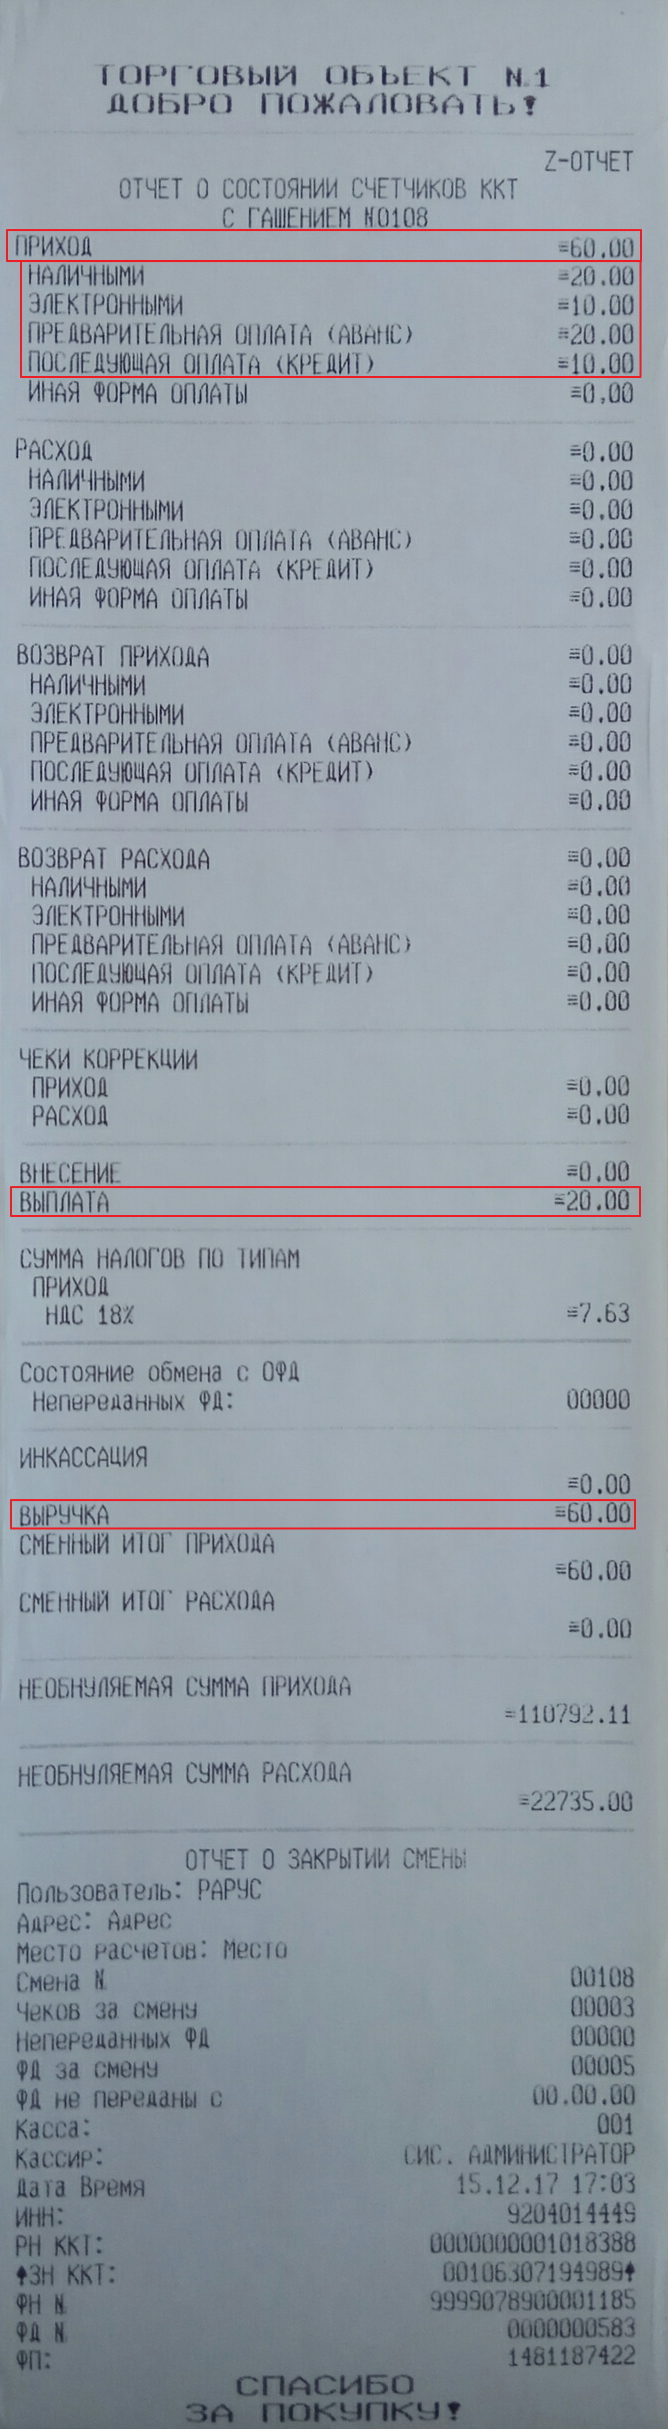 ТОРГОВЫЙ ОБЪЕКТ N.1
ДОБРО ПОЖАЛОВАТЬ!
Z-ОТЧЕТ
ОТЧЕТ О СОСТОЯНИИ СЧЕТЧИКОВ ККТ
С ГАШЕНИЕМ N0108
ПРИХОД ≡60.00
НАЛИЧНЫМИ ≡20.00
ЭЛЕКТРОННЫМИ ≡10.00
ПРЕДВАРИТЕЛЬНАЯ ОПЛАТА (АВАНС) ≡20.00
ПОСЛЕДУЮЩАЯ ОПЛАТА (КРЕДИТ) ≡10.00
ИНАЯ ФОРМА ОПЛАТЫ ≡0.00
РАСХОД ≡0.00
НАЛИЧНЫМИ ≡0.00
ЭЛЕКТРОННЫМИ ≡0.00
ПРЕДВАРИТЕЛЬНАЯ ОПЛАТА (АВАНС) ≡0.00
ПОСЛЕДУЮЩАЯ ОПЛАТА (КРЕДИТ) ≡0.00
ИНАЯ ФОРМА ОПЛАТЫ ≡0.00
ВОЗВРАТ ПРИХОДА ≡0.00
НАЛИЧНЫМИ ≡0.00
ЭЛЕКТРОННЫМИ ≡0.00
ПРЕДВАРИТЕЛЬНАЯ ОПЛАТА (АВАНС) ≡0.00
ПОСЛЕДУЮЩАЯ ОПЛАТА (КРЕДИТ) ≡0.00
ИНАЯ ФОРМА ОПЛАТЫ ≡0.00
ВОЗВРАТ РАСХОДА ≡0.00
НАЛИЧНЫМИ ≡0.00
ЭЛЕКТРОННЫМИ ≡0.00
ПРЕДВАРИТЕЛЬНАЯ ОПЛАТА (АВАНС) ≡0.00
ПОСЛЕДУЮЩАЯ ОПЛАТА (КРЕДИТ) ≡0.00
ИНАЯ ФОРМА ОПЛАТЫ ≡0.00
ЧЕКИ КОРРЕКЦИИ
ПРИХОД ≡0.00
РАСХОД ≡0.00
ВНЕСЕНИЕ ≡0.00
ВЫПЛАТА ≡20.00
СУММА НАЛОГОВ ПО ТИПАМ
ПРИХОД
НДС 18% ≡7.63
Состояние обмена с ОФД
Непереданных ФД: 00000
ИНКАССАЦИЯ
≡0.00
ВЫРУЧКА ≡60.00
СМЕННЫЙ ИТОГ ПРИХОДА
≡60.00
СМЕННЫЙ ИТОГ РАСХОДА
≡0.00
НЕОБНУЛЯЕМАЯ СУММА ПРИХОДА
≡110792.11
НЕОБНУЛЯЕМАЯ СУММА РАСХОДА
≡22735.00
ОТЧЕТ О ЗАКРЫТИИ СМЕНЫ
Пользователь: РАРУС
Адрес: Адрес
Место расчетов: Место
Смена N 00108
Чеков за смену 00003
Непереданных ФД 00000
ФД за смену 00005
ФД не переданы с 00.00.00
Касса: 001
Кассир: СИС. АДМИНИСТРАТОР
Дата Время 15.12.17 17:03
ИНН: 9204014449
РН ККТ: 0000000001018388
↑ЗН ККТ: 00106307194989↑
ФН N 9999078900001185
ФД N 0000000583
ФП: 1481187422
СПАСИБО
ЗА ПОКУПКУ!